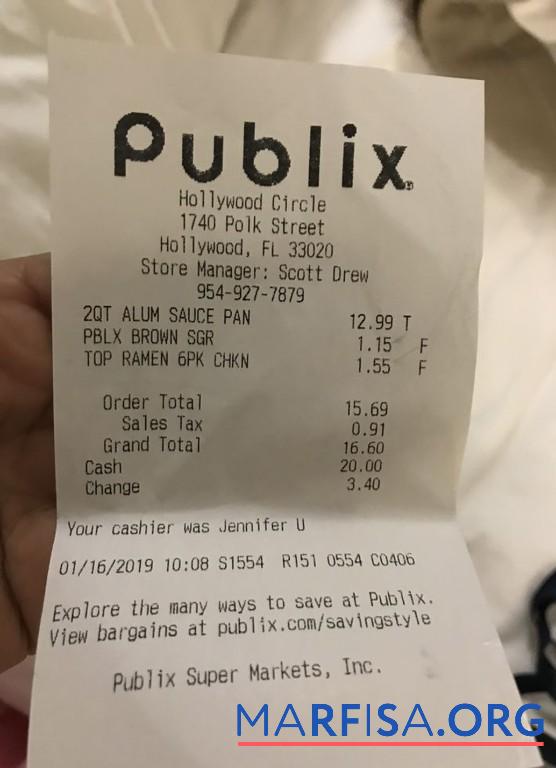 Publix®
Hollywood Circle
1740 Polk Street
Hollywood, FL 33020
Store Manager: Scott Drew
954-927-7879
2QT ALUM SAUCE PAN 12.99 T
PBLX BROWN SGR 1.15 F
TOP RAMEN 6PK CHKN 1.55 F
Order Total 15.69
Sales Tax 0.91
Grand Total 16.60
Cash 20.00
Change 3.40
Your cashier was Jennifer U
01/16/2019 10:08 S1554 R151 0554 C0406
Explore the many ways to save at Publix.
View bargains at publix.com/savingstyle
Publix Super Markets, Inc.
MARFISA.ORG